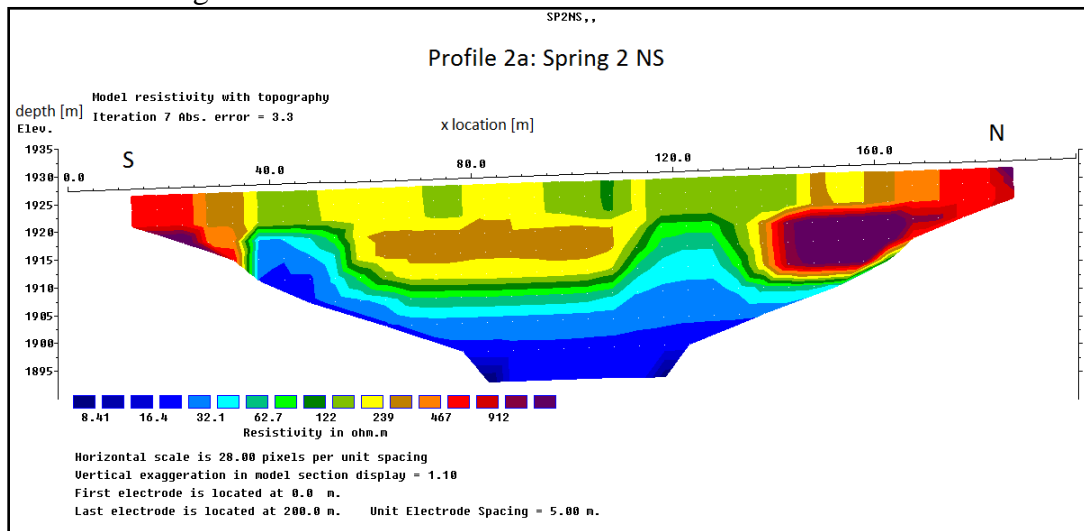 SP2NS,,
Profile 2a: Spring 2 NS
Model resistivity with topography
depth [m]
Iteration 7 Abs. error = 3.3
Elev.
x location [m]
S
N
1935
1930
1925
1920
1915
1910
1905
1900
1895
0.0 40.0 80.0 120.0 160.0
8.41 16.4 32.1 62.7 122 239 467 912
Resistivity in ohm.m
Horizontal scale is 28.00 pixels per unit spacing
Vertical exaggeration in model section display = 1.10
First electrode is located at 0.0 m.
Last electrode is located at 200.0 m. Unit Electrode Spacing = 5.00 m.